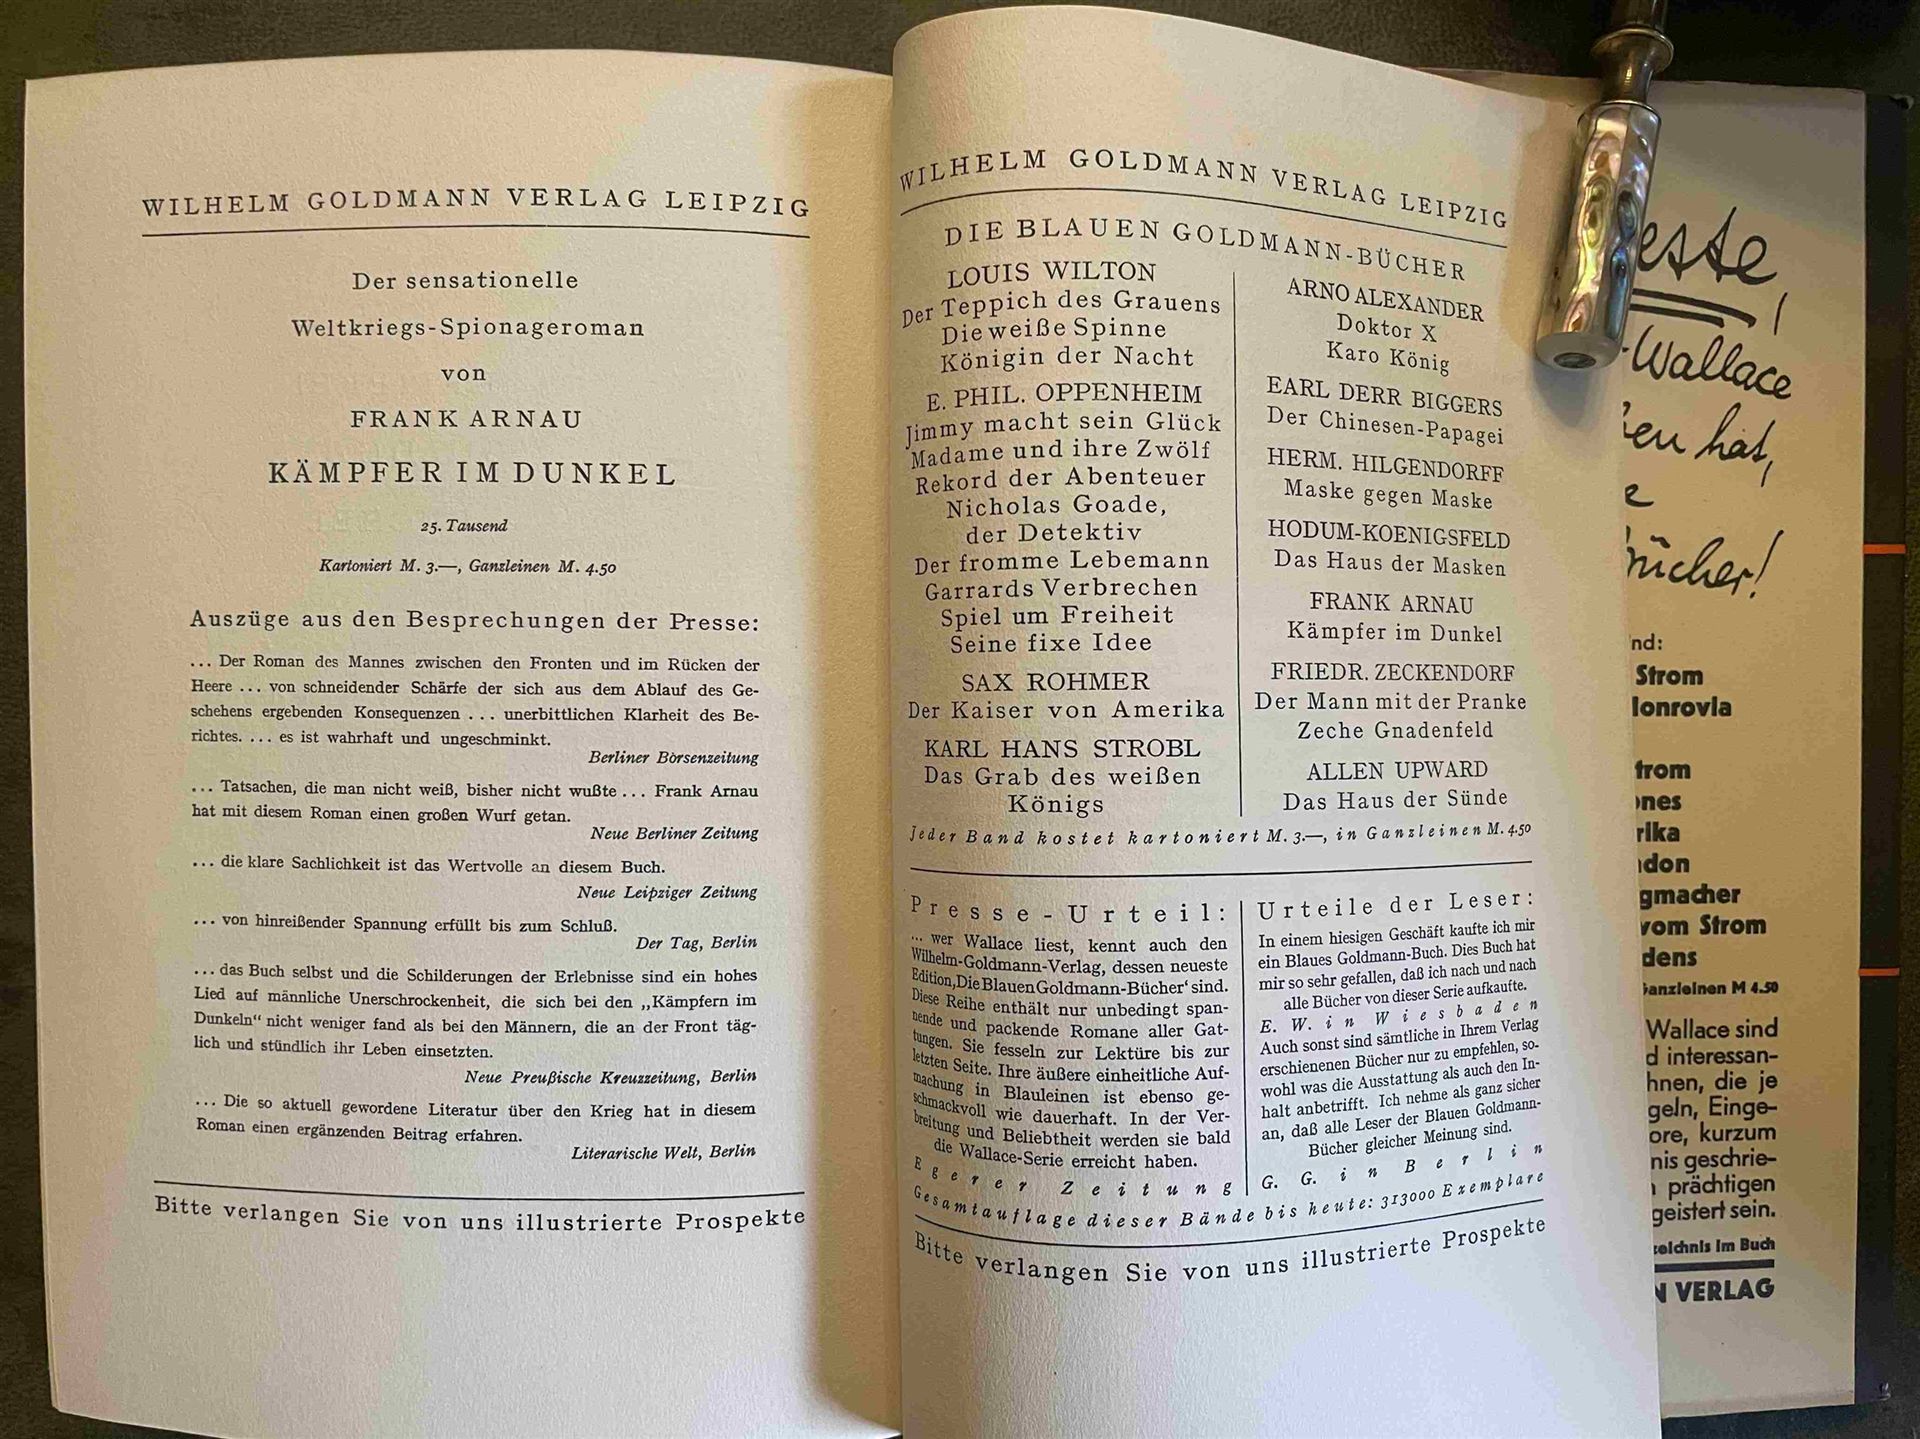 WILHELM GOLDMANN VERLAG LEIPZIG
Der sensationelle
Weltkriegs-Spionageroman
von
FRANK ARNAU
KÄMPFER IM DUNKEL
25. Tausend
Kartoniert M. 3.—, Ganzleinen M. 4.50
Auszüge aus den Besprechungen der Presse:
... Der Roman des Mannes zwischen den Fronten und im Rücken der
Heere ... von schneidender Schärfe der sich aus dem Ablauf des Ge-
schehens ergebenden Konsequenzen ... unerbittlichen Klarheit des Be-
richtes. ... es ist wahrhaft und ungeschminkt.
Berliner Börsenzeitung
... Tatsachen, die man nicht weiß, bisher nicht wußte ... Frank Arnau
hat mit diesem Roman einen großen Wurf getan.
Neue Berliner Zeitung
... die klare Sachlichkeit ist das Wertvolle an diesem Buch.
Neue Leipziger Zeitung
... von hinreißender Spannung erfüllt bis zum Schluß.
Der Tag, Berlin
... das Buch selbst und die Schilderungen der Erlebnisse sind ein hohes
Lied auf männliche Unerschrockenheit, die sich bei den „Kämpfern im
Dunkeln“ nicht weniger fand als bei den Männern, die an der Front täg-
lich und stündlich ihr Leben einsetzten.
Neue Preußische Kreuzzeitung, Berlin
... Die so aktuell gewordene Literatur über den Krieg hat in diesem
Roman einen ergänzenden Beitrag erfahren.
Literarische Welt, Berlin
Bitte verlangen Sie von uns illustrierte Prospekte
WILHELM GOLDMANN VERLAG LEIPZIG
DIE BLAUEN GOLDMANN-BÜCHER
LOUIS WILTON
Der Teppich des Grauens
Die weiße Spinne
Königin der Nacht
E. PHIL. OPPENHEIM
Jimmy macht sein Glück
Madame und ihre Zwölf
Rekord der Abenteuer
Nicholas Goade,
der Detektiv
Der fromme Lebemann
Garrards Verbrechen
Spiel um Freiheit
Seine fixe Idee
SAX ROHMER
Der Kaiser von Amerika
KARL HANS STROBL
Das Grab des weißen
Königs
ARNO ALEXANDER
Doktor X
Karo König
EARL DERR BIGGERS
Der Chinesen-Papagei
HERM. HILGENDORFF
Maske gegen Maske
HODUM-KOENIGSFELD
Das Haus der Masken
FRANK ARNAU
Kämpfer im Dunkel
FRIEDR. ZECKENDORF
Der Mann mit der Pranke
Zeche Gnadenfeld
ALLEN UPWARD
Das Haus der Sünde
Jeder Band kostet kartoniert M. 3.—, in Ganzleinen M. 4.50
Presse-Urteil:
... wer Wallace liest, kennt auch den
Wilhelm-Goldmann-Verlag, dessen neueste
Edition ‚Die Blauen Goldmann-Bücher‘ sind.
Diese Reihe enthält nur unbedingt span-
nende und packende Romane aller Gat-
tungen. Sie fesseln zur Lektüre bis zur
letzten Seite. Ihre äußere einheitliche Auf-
machung in Blauleinen ist ebenso ge-
schmackvoll wie dauerhaft. In der Ver-
breitung und Beliebtheit werden sie bald
die Wallace-Serie erreicht haben.
Egerer Zeitung
Urteile der Leser:
In einem hiesigen Geschäft kaufte ich mir
ein Blaues Goldmann-Buch. Dies Buch hat
mir so sehr gefallen, daß ich nach und nach
alle Bücher von dieser Serie aufkaufte.
E. W. in Wiesbaden
Auch sonst sind sämtliche in Ihrem Verlag
erschienenen Bücher nur zu empfehlen, so-
wohl was die Ausstattung als auch den In-
halt anbetrifft. Ich nehme als ganz sicher
an, daß alle Leser der Blauen Goldmann-
Bücher gleicher Meinung sind.
G. G. in Berlin
Gesamtauflage dieser Bände bis heute: 313000 Exemplare
Bitte verlangen Sie von uns illustrierte Prospekte
este,
-Wallace
en hat,
e
ücher!
nd:
Strom
onrovia
trom
ones
rika
ndon
gmacher
vom Strom
dens
Ganzleinen M 4.50
Wallace sind
d interessan-
hnen, die je
geln, Einge-
ore, kurzum
nis geschrie-
prächtigen
geistert sein.
zeichnis im Buch
N VERLAG